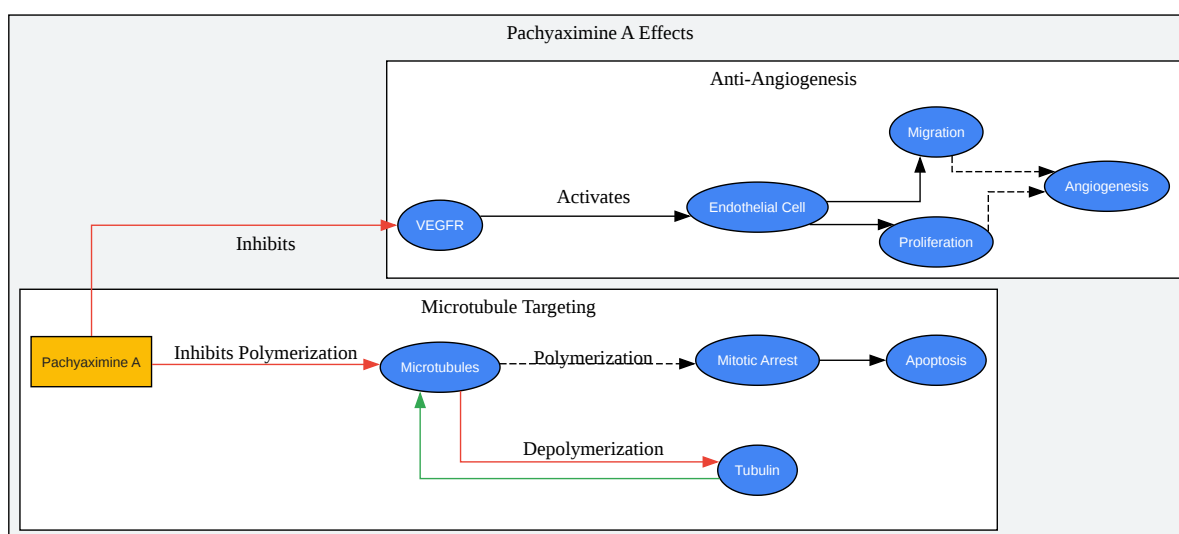 Pachyaximine A Effects
Anti-Angiogenesis
Migration
Angiogenesis
Activates
Endothelial Cell
VEGFR
Proliferation
Inhibits
Microtubule Targeting
Pachyaximine A
Inhibits Polymerization
Microtubules
Polymerization
Mitotic Arrest
Apoptosis
Depolymerization
Tubulin